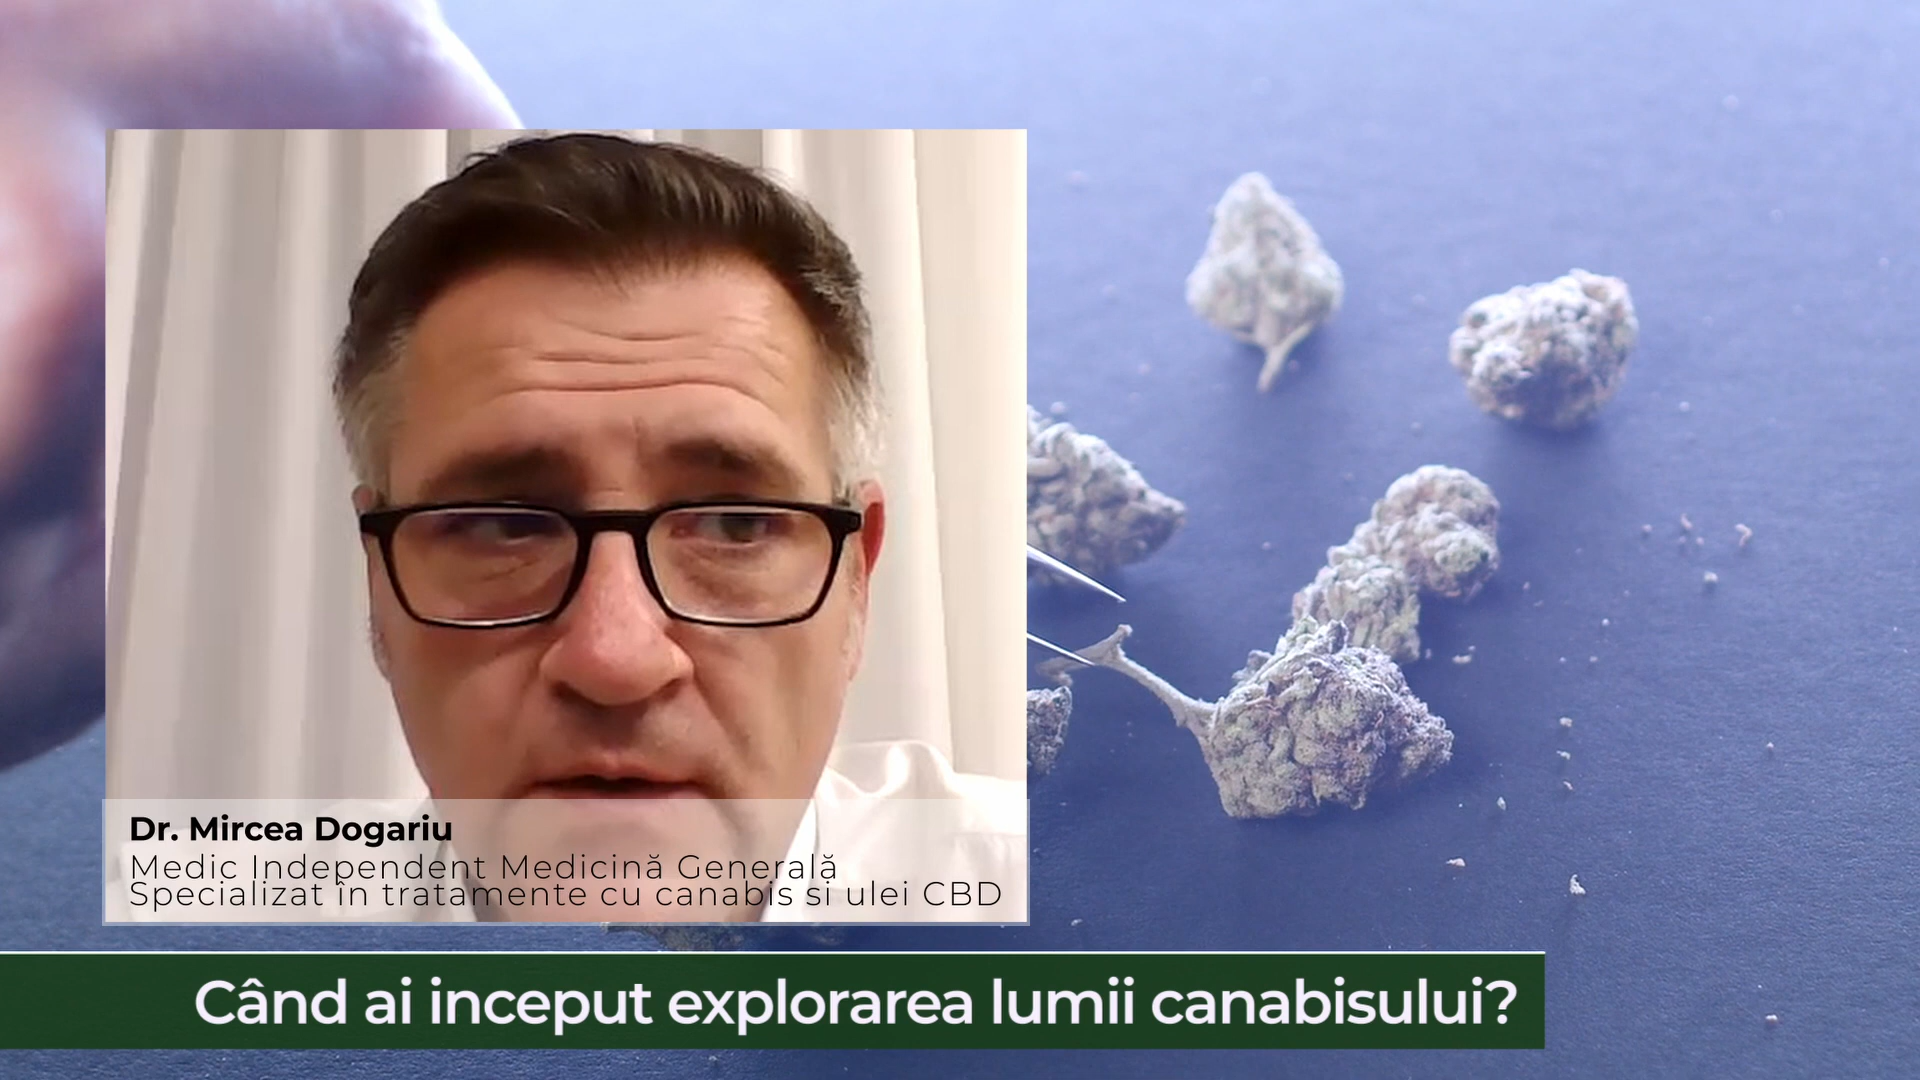 Dr. Mircea Dogariu
Medic Independent Medicină Generală
Specializat în tratamente cu canabis si ulei CBD
Când ai inceput explorarea lumii canabisului?